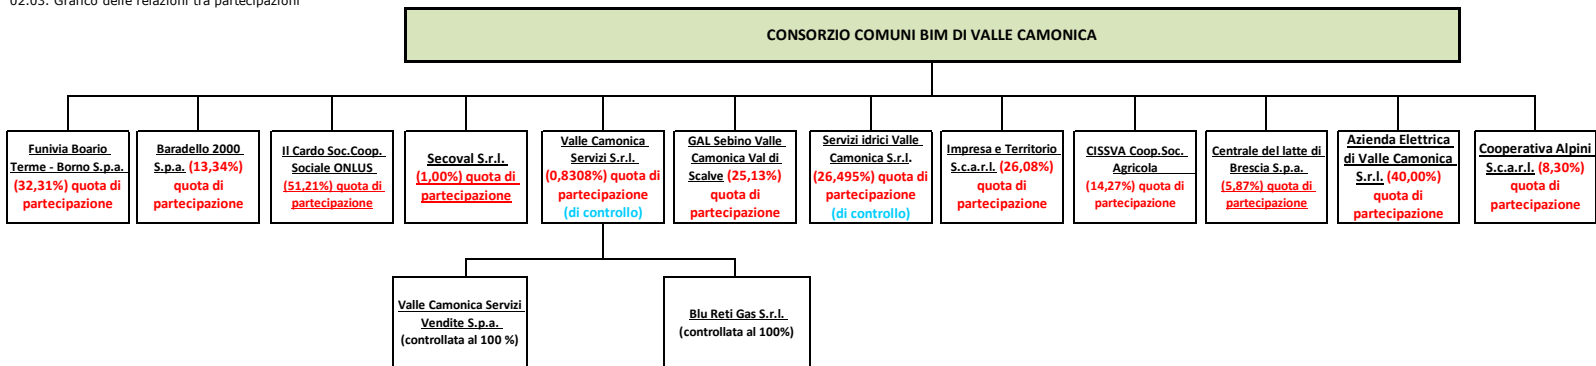 02.03. Grafico delle relazioni tra partecipazioni
CONSORZIO COMUNI BIM DI VALLE CAMONICA
Funivia Boario
Terme - Borno S.p.a.
(32,31%) quota di
partecipazione
Baradello 2000
S.p.a. (13,34%)
quota di
partecipazione
Il Cardo Soc.Coop.
Sociale ONLUS
(51,21%) quota di
partecipazione
Secoval S.r.l.
(1,00%) quota di
partecipazione
Valle Camonica
Servizi S.r.l.
(0,8308%) quota di
partecipazione
(di controllo)
GAL Sebino Valle
Camonica Val di
Scalve (25,13%)
quota di
partecipazione
Servizi idrici Valle
Camonica S.r.l.
(26,495%) quota di
partecipazione
(di controllo)
Impresa e Territorio
S.c.a.r.l. (26,08%)
quota di
partecipazione
CISSVA Coop.Soc.
Agricola
(14,27%) quota di
partecipazione
Centrale del latte di
Brescia S.p.a.
(5,87%) quota di
partecipazione
Azienda Elettrica
di Valle Camonica
S.r.l. (40,00%)
quota di
partecipazione
Cooperativa Alpini
S.c.a.r.l. (8,30%)
quota di
partecipazione
Valle Camonica Servizi
Vendite S.p.a.
(controllata al 100 %)
Blu Reti Gas S.r.l.
(controllata al 100%)